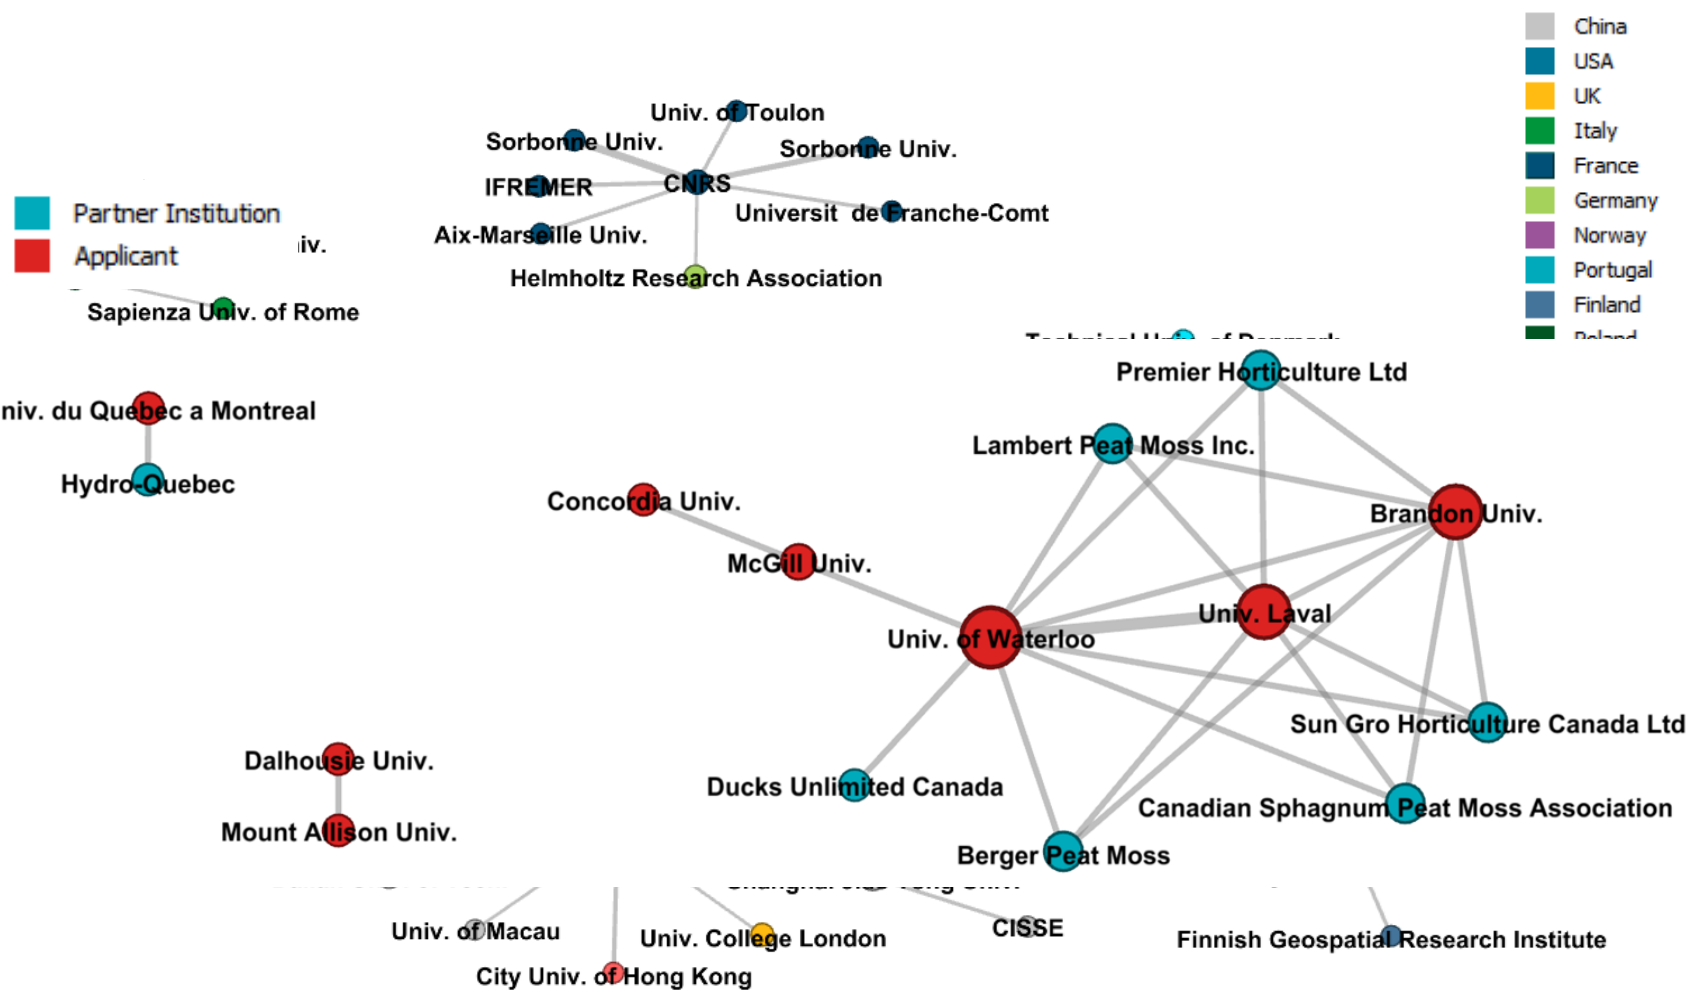 China
USA
UK
Italy
France
Germany
Norway
Portugal
Finland
Univ. of Toulon
Sorbonne Univ.
Sorbonne Univ.
IFREMER
CNRS
Universit de Franche-Comt
Aix-Marseille Univ.
Helmholtz Research Association
Partner Institution
Applicant
iv.
Sapienza Univ. of Rome
Premier Horticulture Ltd
niv. du Quebec a Montreal
Lambert Peat Moss Inc.
Hydro-Quebec
Concordia Univ.
Brandon Univ.
McGill Univ.
Univ. Laval
Univ. of Waterloo
Sun Gro Horticulture Canada Ltd
Dalhousie Univ.
Ducks Unlimited Canada
Canadian Sphagnum Peat Moss Association
Mount Allison Univ.
Berger Peat Moss
Univ. of Macau
Univ. College London
CISSE
Finnish Geospatial Research Institute
City Univ. of Hong Kong